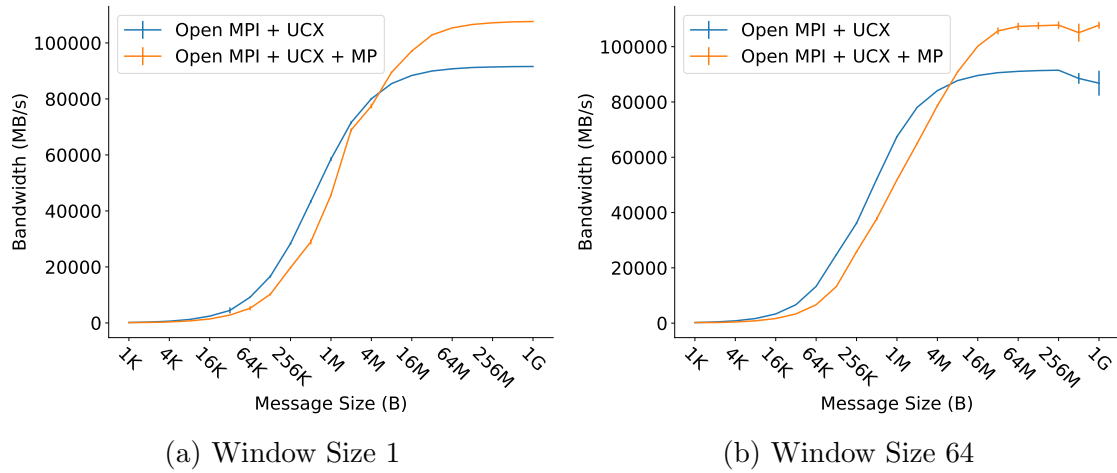 Open MPI + UCX
Open MPI + UCX + MP
100000
80000
60000
40000
20000
0
Bandwidth (MB/s)
1K
4K
16K
64K
256K
1M
4M
16M
64M
256M
1G
Message Size (B)
(a) Window Size 1
Open MPI + UCX
Open MPI + UCX + MP
100000
80000
60000
40000
20000
0
Bandwidth (MB/s)
1K
4K
16K
64K
256K
1M
4M
16M
64M
256M
1G
Message Size (B)
(b) Window Size 64